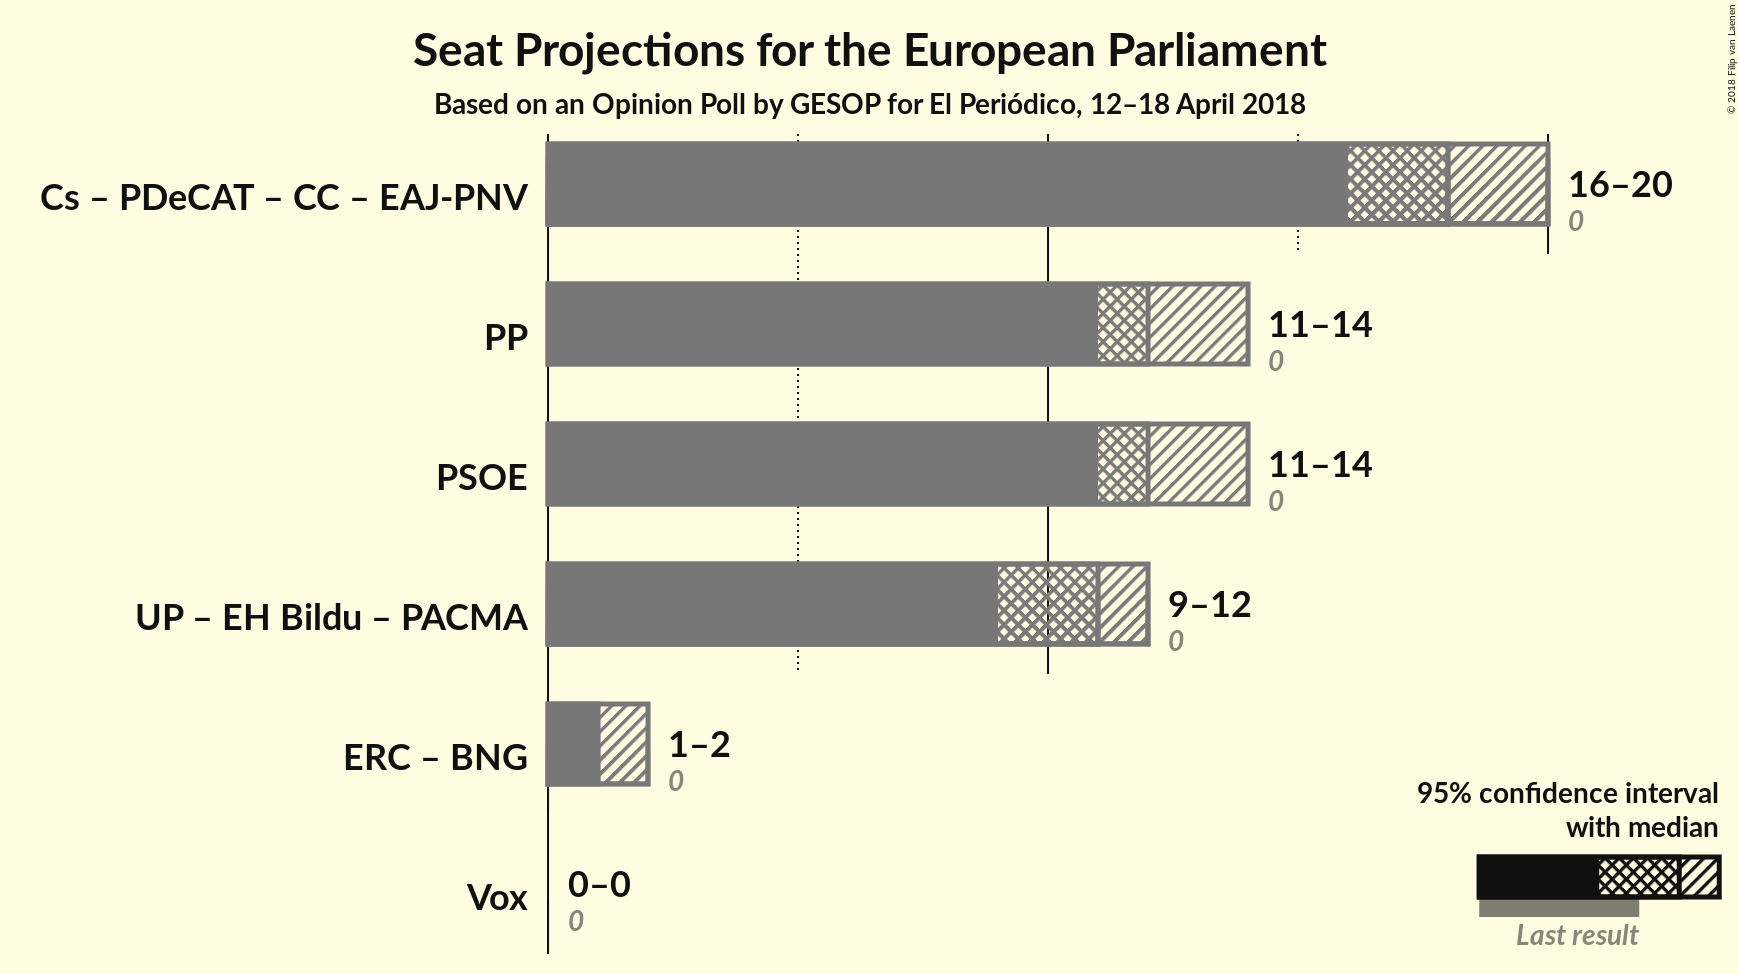 Seat Projections for the European Parliament
Based on an Opinion Poll by GESOP for El Periódico, 12–18 April 2018
© 2018 Filip van Laenen
Cs – PDeCAT – CC – EAJ-PNV
16–20
0
PP
11–14
0
PSOE
11–14
0
UP – EH Bildu – PACMA
9–12
0
ERC – BNG
1–2
0
Vox
0–0
0
95% confidence interval
with median
Last result